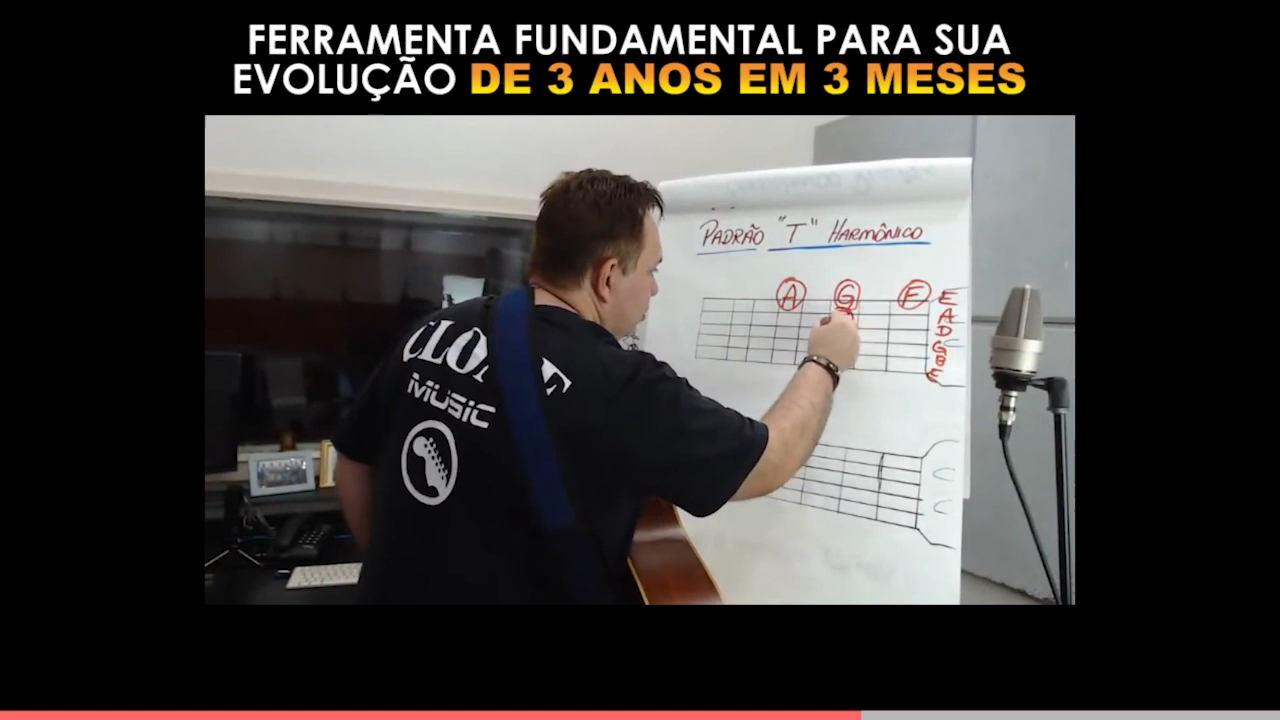 FERRAMENTA FUNDAMENTAL PARA SUA
EVOLUÇÃO DE 3 ANOS EM 3 MESES
PADRÃO "T" HARMÔNICO
A G F
E
A
D
G
B
E
MUSIC